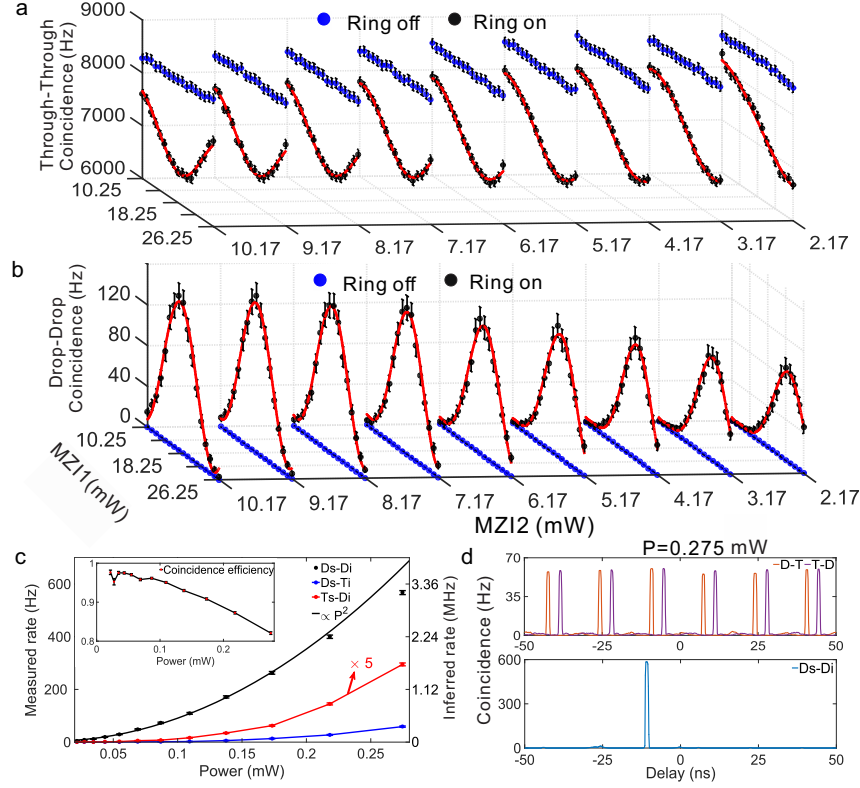 a
Ring off
Ring on
Through-Through
Coincidence (Hz)
9000
8000
7000
6000
10.25
18.25
26.25
10.17
9.17
8.17
7.17
6.17
5.17
4.17
3.17
2.17
b
Ring off
Ring on
Drop-Drop
Coincidence (Hz)
120
80
40
0
10.25
18.25
26.25
MZI1 (mW)
10.17
9.17
8.17
7.17
6.17
5.17
4.17
3.17
2.17
MZI2 (mW)
c
Measured rate (Hz)
600
400
200
0
0.05
0.1
0.15
0.2
0.25
Power (mW)
Inferred rate (MHz)
3.36
2.24
1.12
0
Ds-Di
Ds-Ti
Ts-Di
∝ P²
× 5
Coincidence efficiency
1
0.9
0.8
0
0.1
0.2
Power (mW)
d
P=0.275 mW
D-T
T-D
70
35
0
-50
-25
0
25
50
Coincidence (Hz)
Ds-Di
600
300
0
-50
-25
0
25
50
Delay (ns)